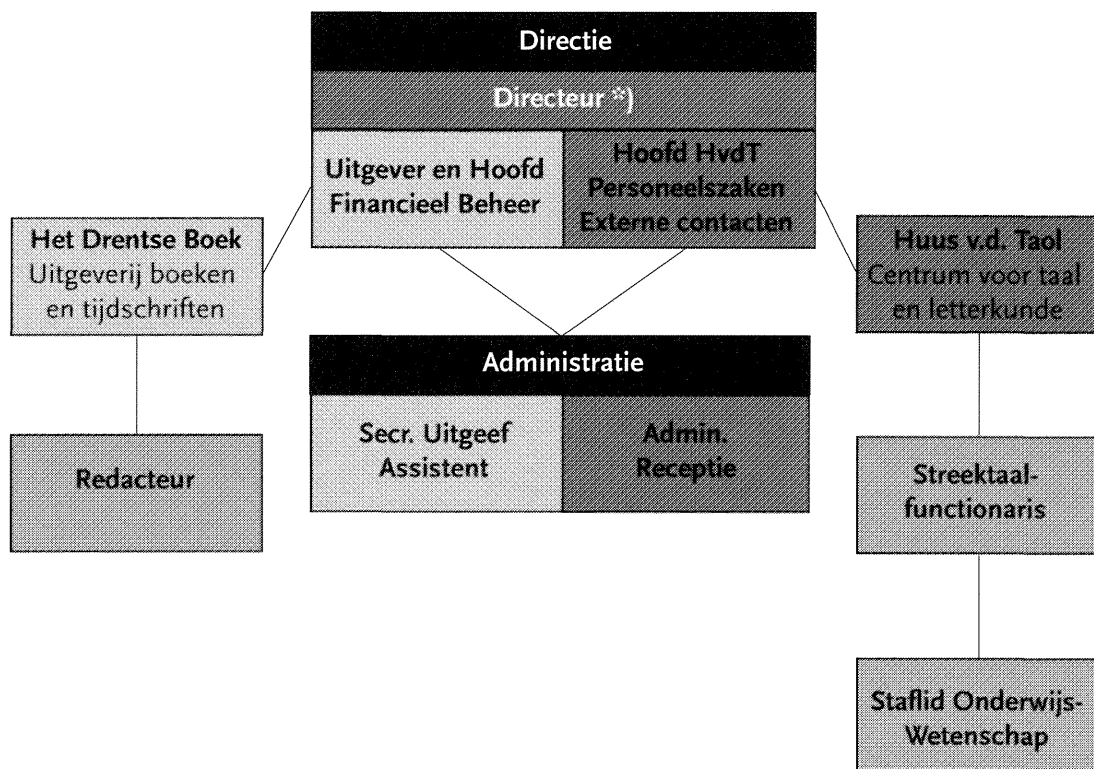 Directie
Directeur *)
Uitgever en Hoofd
Financieel Beheer
Hoofd HvdT
Personeelszaken
Externe contacten
Het Drentse Boek
Uitgeverij boeken
en tijdschriften
Huus v.d. Taol
Centrum voor taal
en letterkunde
Administratie
Secr. Uitgeef
Assistent
Admin.
Receptie
Redacteur
Streektaal-
functionaris
Staflid Onderwijs-
Wetenschap